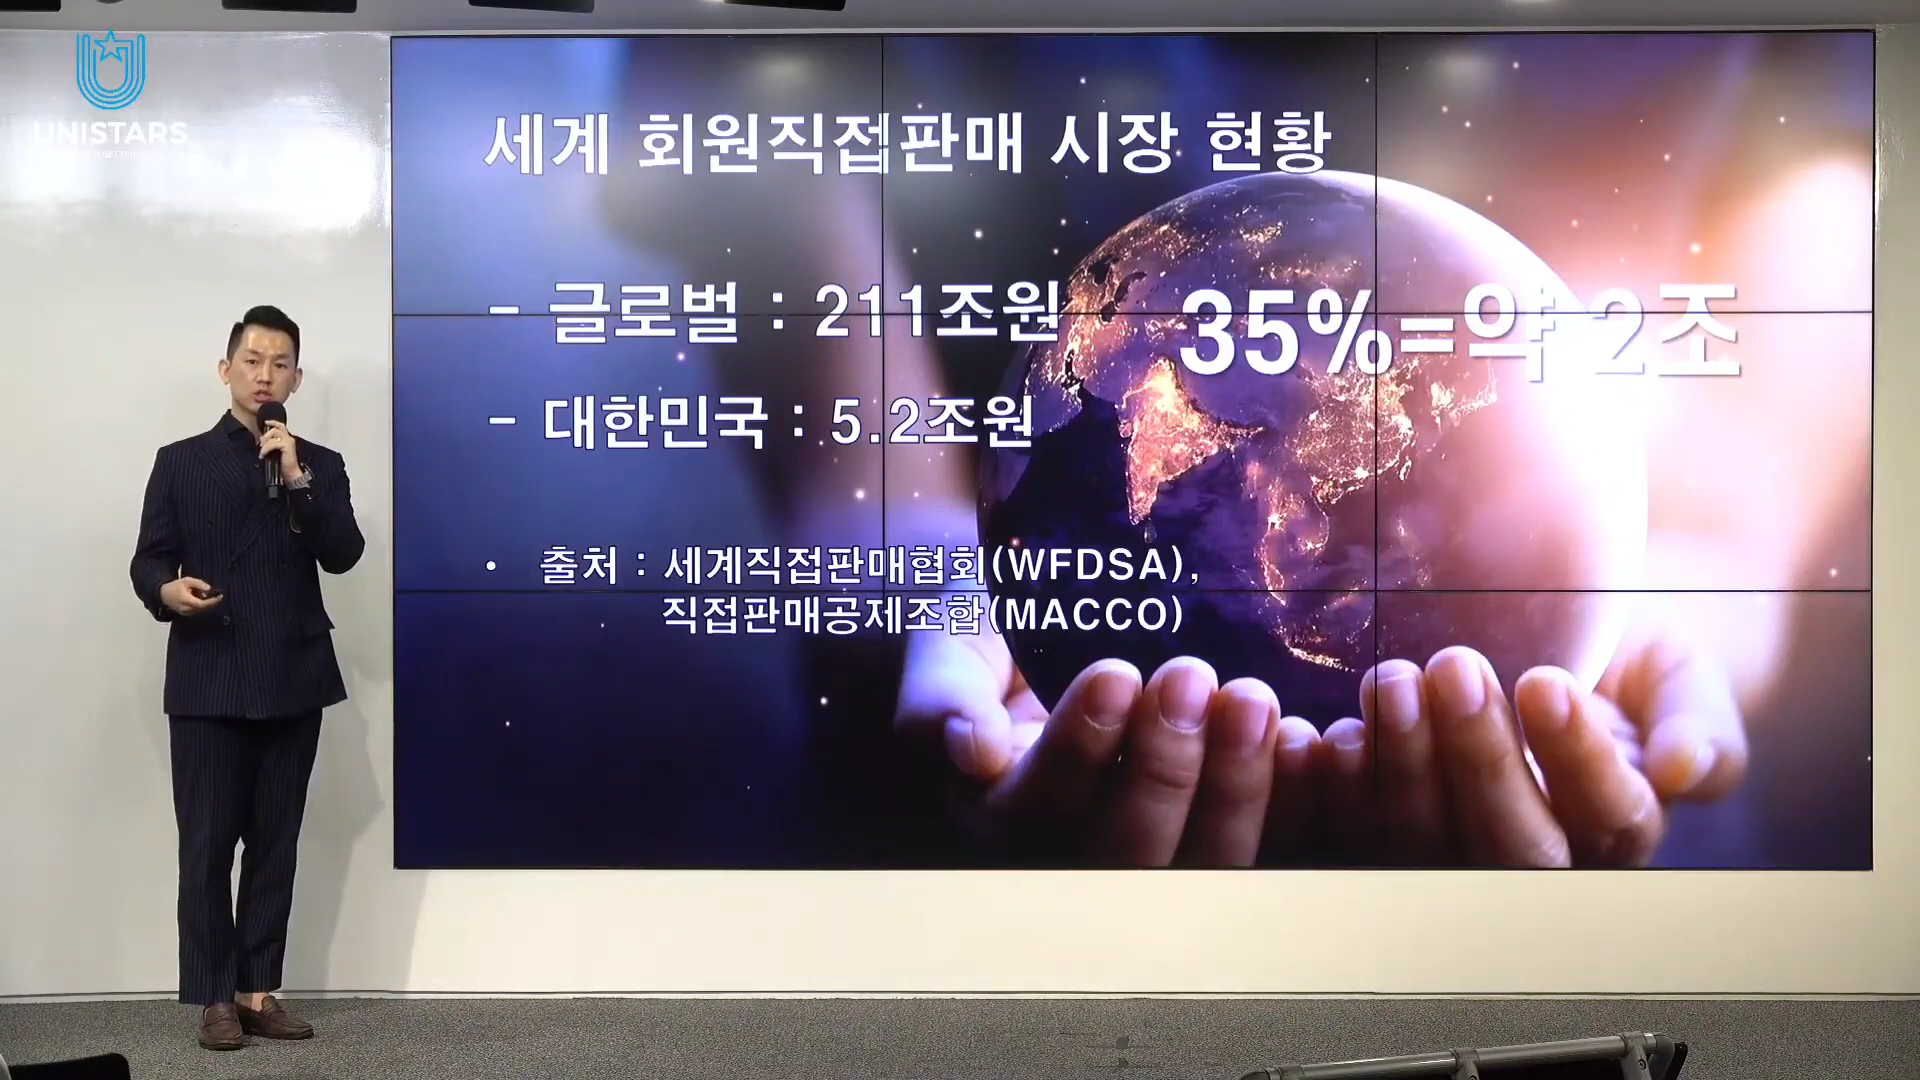 UNISTARS
세계 회원직접판매 시장 현황
- 글로벌 : 211조원
35%=약 2조
- 대한민국 : 5.2조원
• 출처 : 세계직접판매협회(WFDSA),
직접판매공제조합(MACCO)